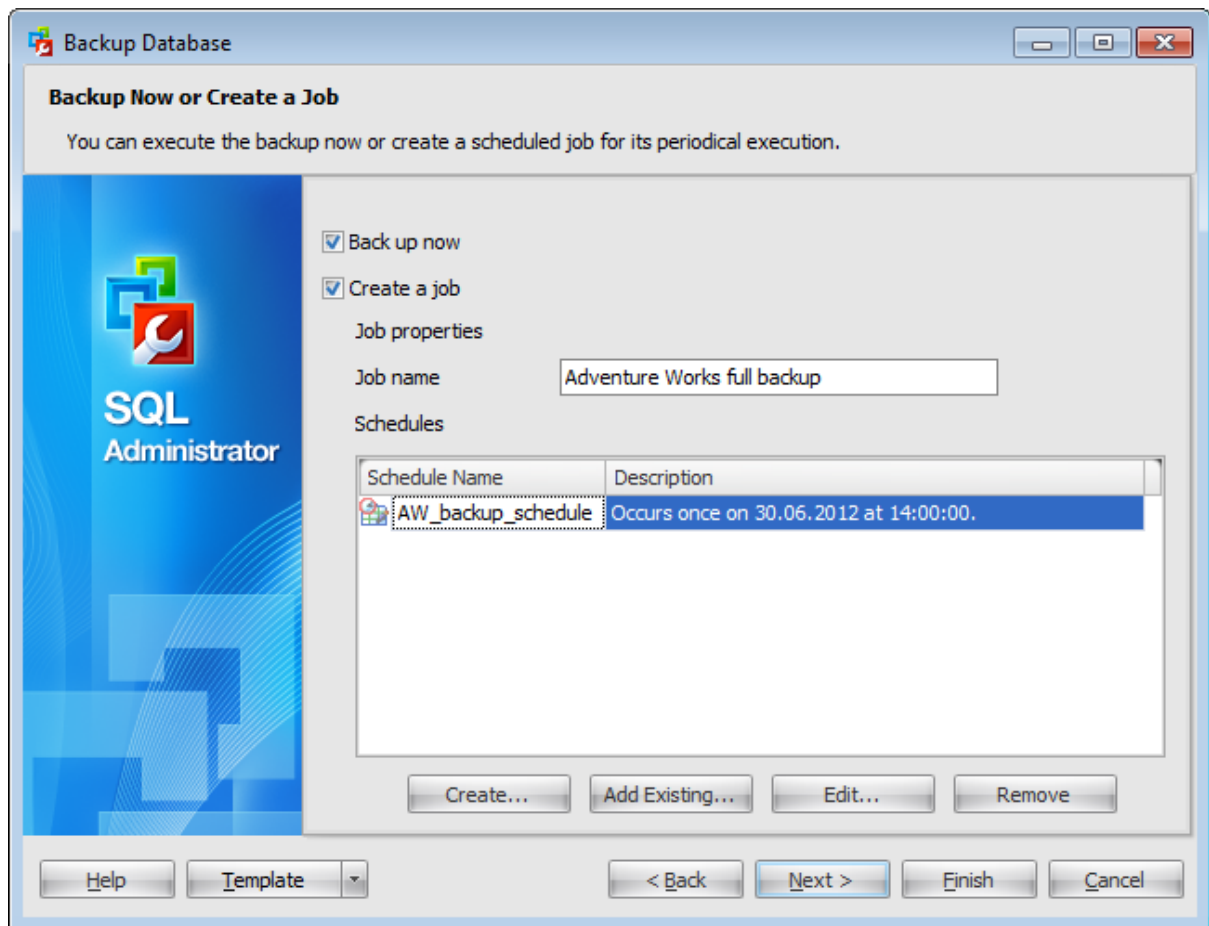 Backup Database
Backup Now or Create a Job
You can execute the backup now or create a scheduled job for its periodical execution.
SQL
Administrator
Back up now
Create a job
Job properties
Job name Adventure Works full backup
Schedules
Schedule Name Description
AW_backup_schedule Occurs once on 30.06.2012 at 14:00:00.
Create... Add Existing... Edit... Remove
Help Template < Back Next > Finish Cancel